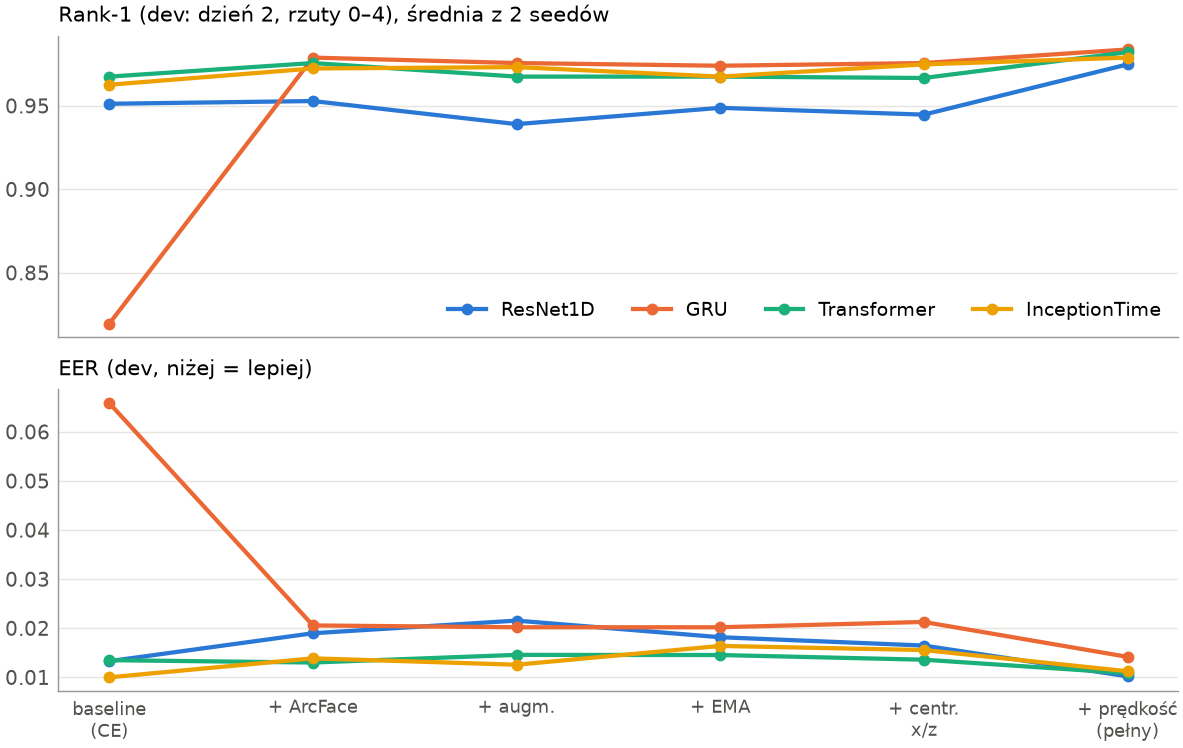 Rank-1 (dev: dzień 2, rzuty 0–4), średnia z 2 seedów
0.95
0.90
0.85
ResNet1D GRU Transformer InceptionTime
EER (dev, niżej = lepiej)
0.06
0.05
0.04
0.03
0.02
0.01
baseline
(CE)
+ ArcFace
+ augm.
+ EMA
+ centr.
x/z
+ prędkość
(pełny)